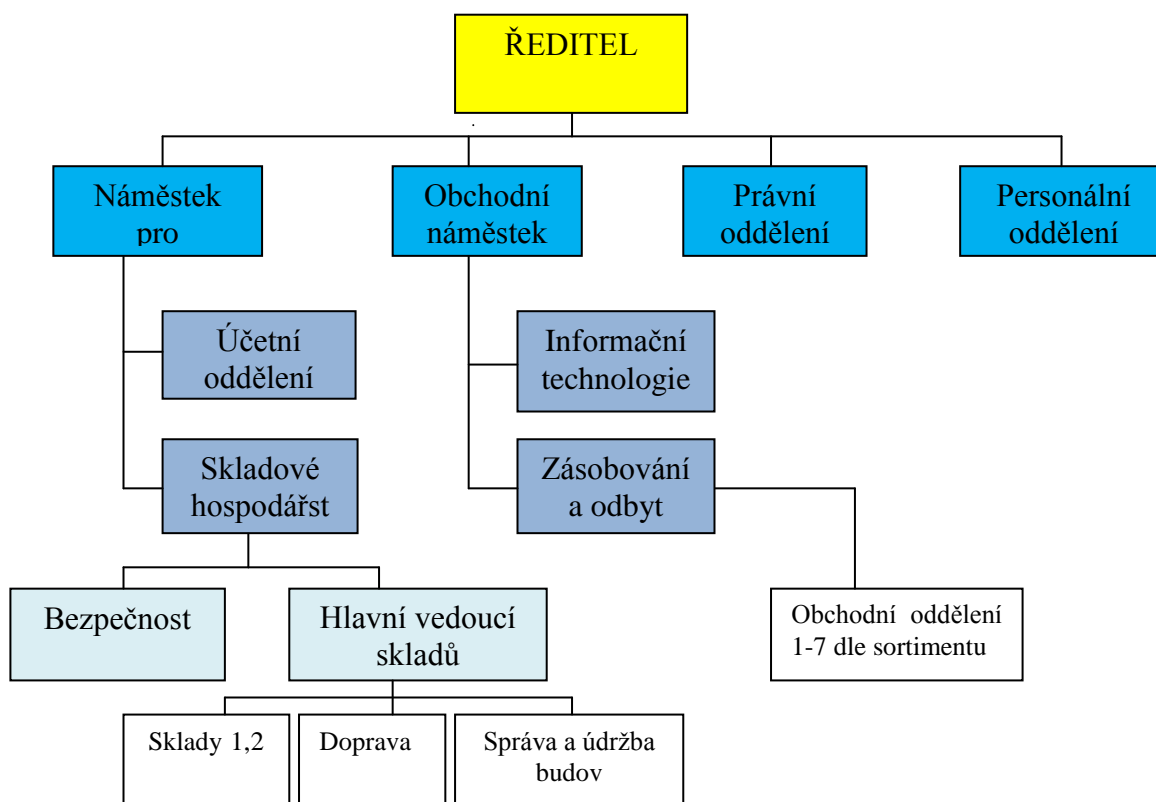 ŘEDITEL
Náměstek
pro
Obchodní
náměstek
Právní
oddělení
Personální
oddělení
Účetní
oddělení
Informační
technologie
Skladové
hospodářst
Zásobování
a odbyt
Bezpečnost
Hlavní vedoucí
skladů
Obchodní oddělení
1-7 dle sortimentu
Sklady 1,2
Doprava
Správa a údržba
budov